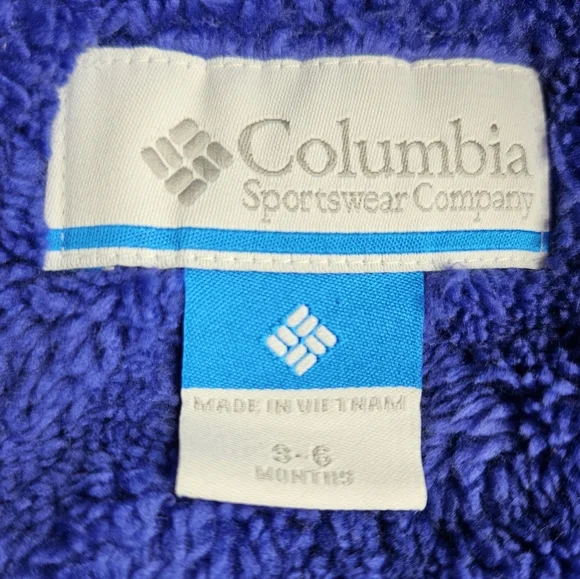 Columbia
Sportswear Company
MADE IN VIETNAM
3-6
MONTHS